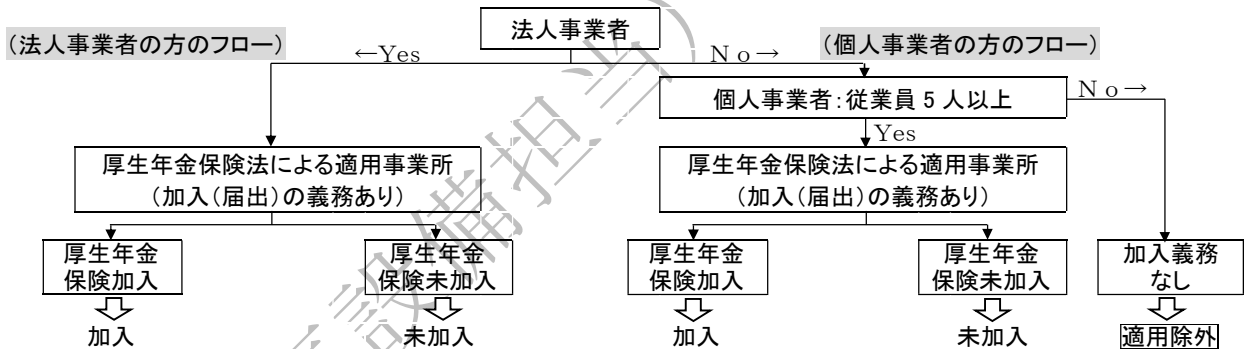 法人事業者
（法人事業者の方のフロー）
←Yes
Ｎｏ→
（個人事業者の方のフロー）
個人事業者：従業員５人以上
Ｎｏ→
Yes
厚生年金保険法による適用事業所
（加入（届出）の義務あり）
厚生年金保険法による適用事業所
（加入（届出）の義務あり）
厚生年金
保険加入
厚生年金
保険未加入
厚生年金
保険加入
厚生年金
保険未加入
加入義務
なし
加入
未加入
加入
未加入
適用除外
設備担当）